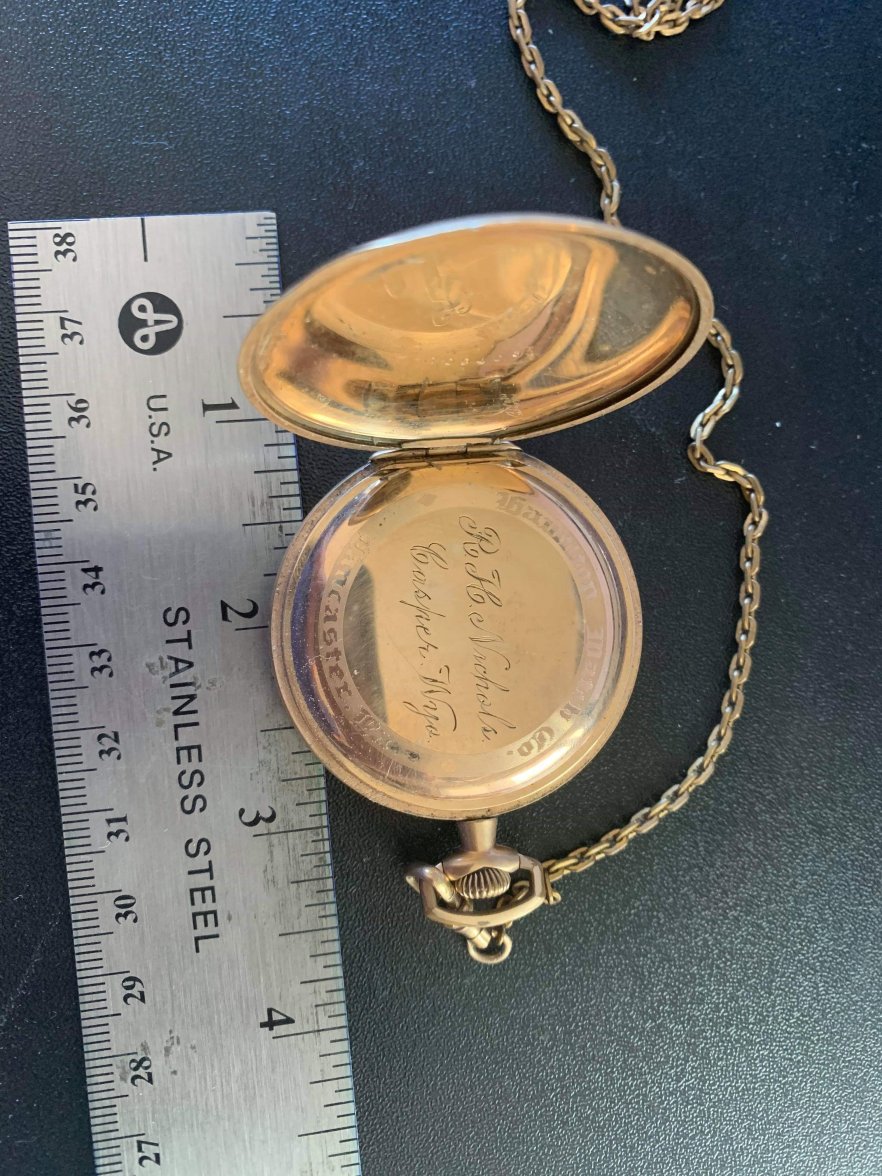 Hamilton Watch Co.
R. H. Nichols.
Casper. Wyo.
Lancaster.
1
2
3
4
U.S.A.
STAINLESS STEEL
38
37
36
35
34
33
32
31
30
29
28
27